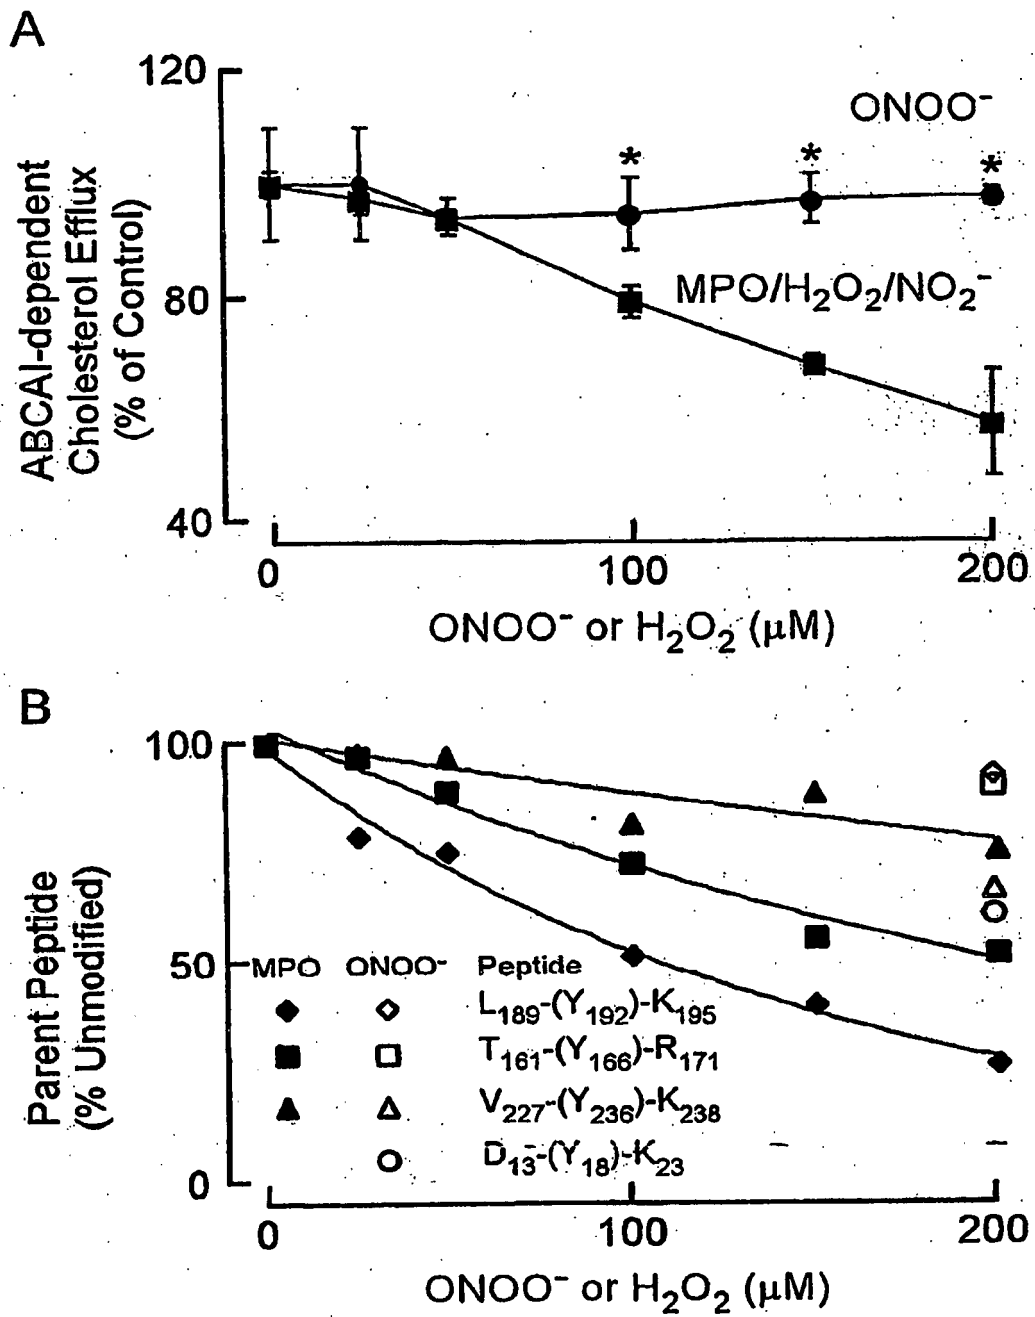 A
120
80
40
ABCAI-dependent
Cholesterol Efflux
(% of Control)
ONOO⁻
* * *
MPO/H₂O₂/NO₂⁻
0 100 200
ONOO⁻ or H₂O₂ (μM)
B
100
50
0
Parent Peptide
(% Unmodified)
MPO ONOO⁻ Peptide
L₁₈₉-(Y₁₉₂)-K₁₉₅
T₁₆₁-(Y₁₆₆)-R₁₇₁
V₂₂₇-(Y₂₃₆)-K₂₃₈
D₁₃-(Y₁₈)-K₂₃
0 100 200
ONOO⁻ or H₂O₂ (μM)